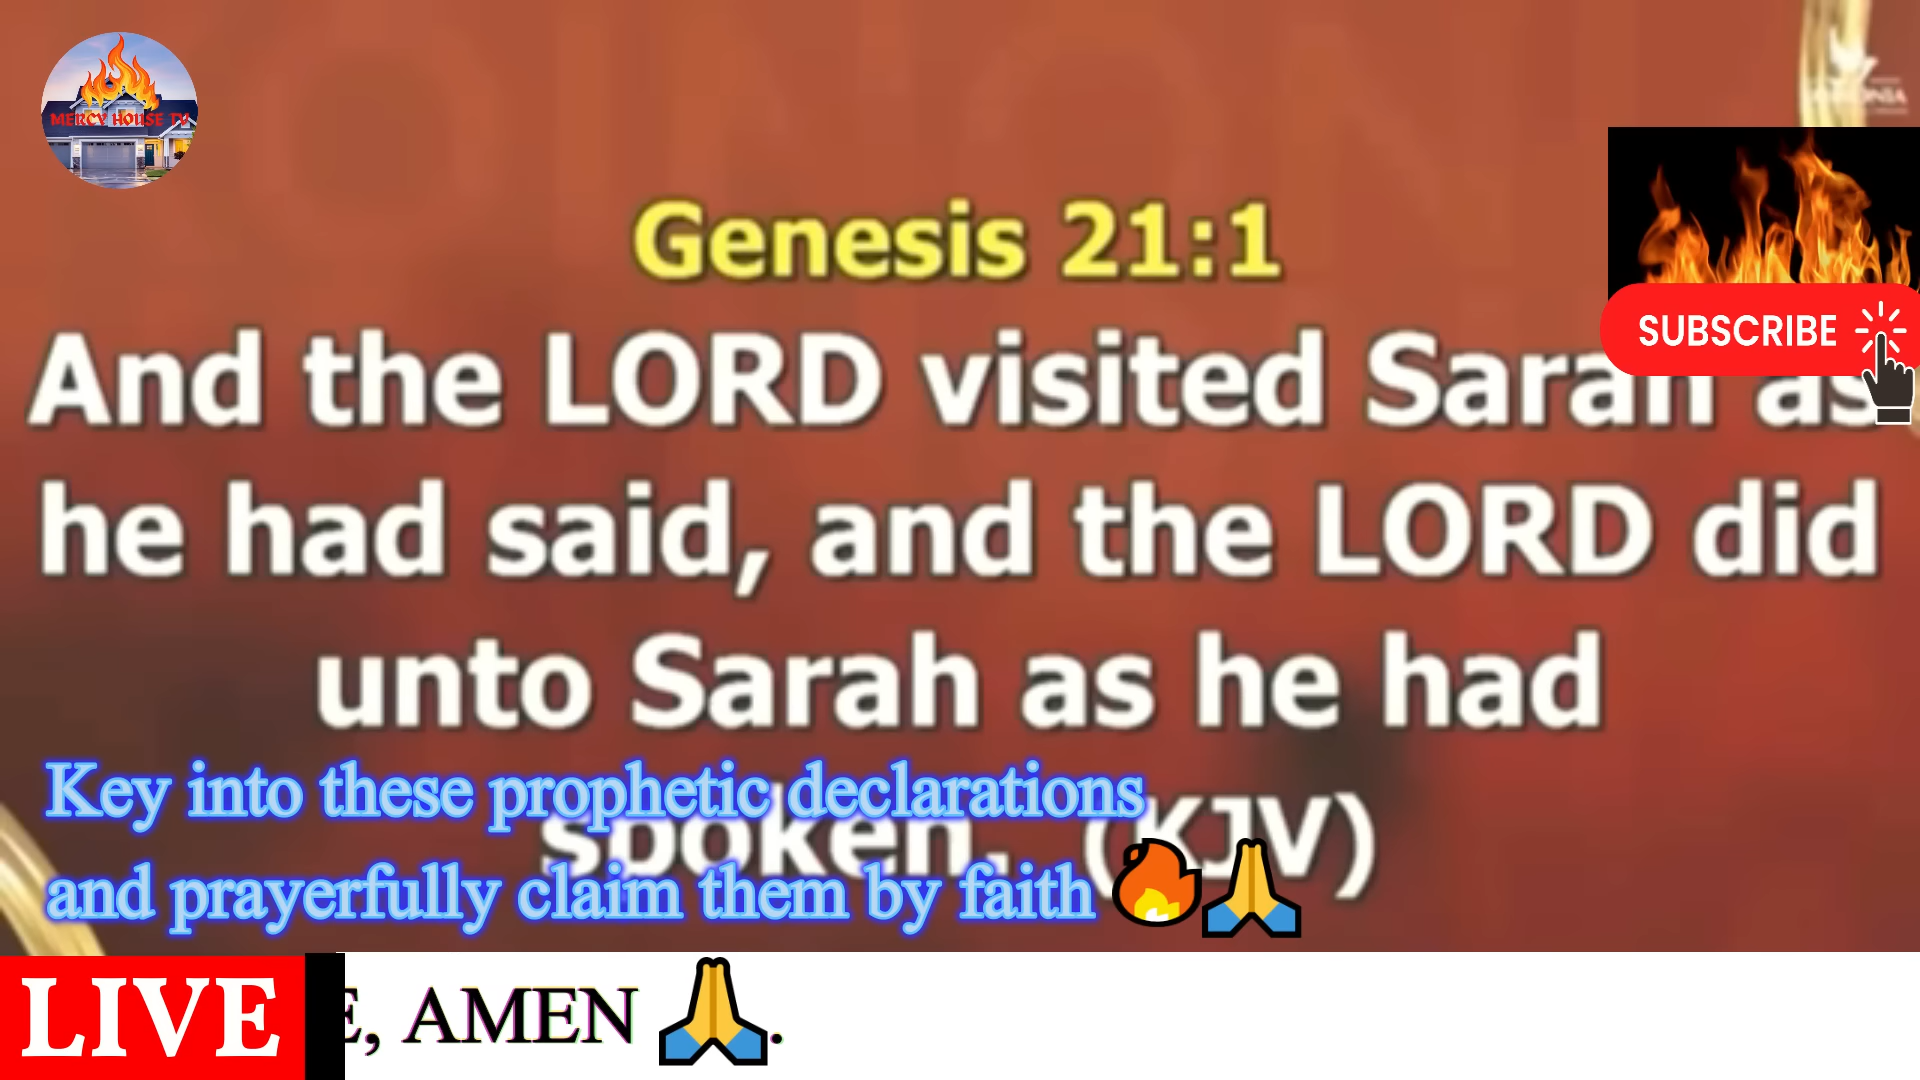 MERCY HOUSE TV
Genesis 21:1
SUBSCRIBE
And the LORD visited Sarah as
he had said, and the LORD did
unto Sarah as he had
spoken. (KJV)
Key into these prophetic declarations
and prayerfully claim them by faith 🔥🙏
LIVE
E, AMEN 🙏.